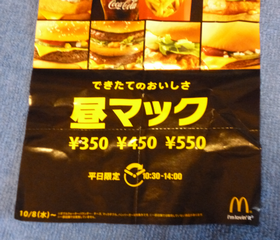 Coca-Cola
できたてのおいしさ
昼マック
¥350 ¥450 ¥550
平日限定 10:30-14:00
10/8(水)~
i'm lovin' it